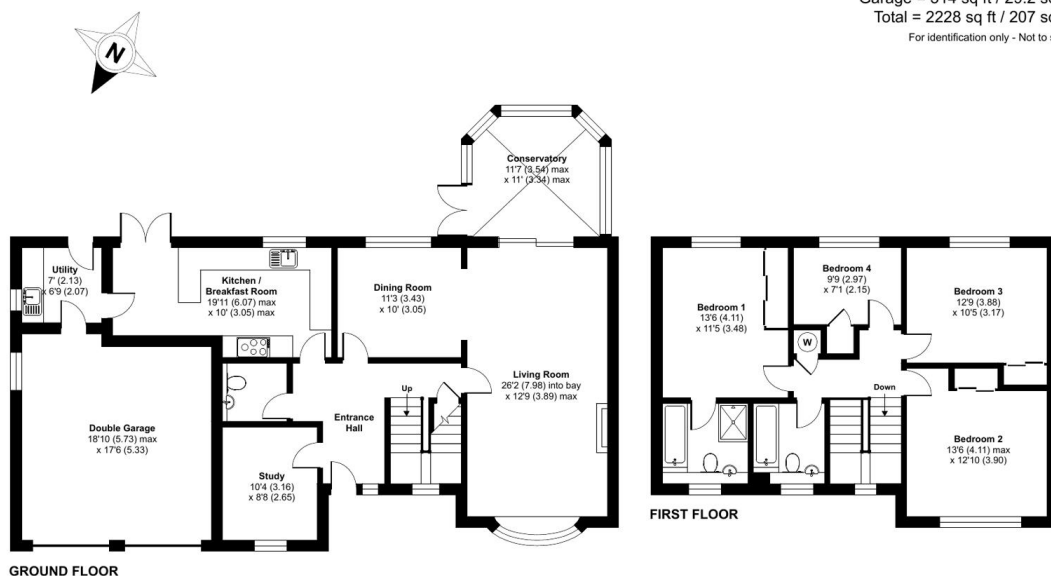 Total = 2228 sq ft / 207
For identification only - Not to
N
Conservatory
11'7 (3.54) max
x 11' (3.34) max
Utility
7' (2.13)
x 6'9 (2.07)
Kitchen /
Breakfast Room
19'11 (6.07) max
x 10' (3.05) max
Dining Room
11'3 (3.43)
x 10' (3.05)
Living Room
26'2 (7.98) into bay
x 12'9 (3.89) max
Up
Entrance
Hall
Double Garage
18'10 (5.73) max
x 17'6 (5.33)
Study
10'4 (3.16)
x 8'8 (2.65)
GROUND FLOOR
Bedroom 1
13'6 (4.11)
x 11'5 (3.48)
Bedroom 4
9'9 (2.97)
x 7'1 (2.15)
Bedroom 3
12'9 (3.88)
x 10'5 (3.17)
W
Down
Bedroom 2
13'6 (4.11) max
x 12'10 (3.90)
FIRST FLOOR